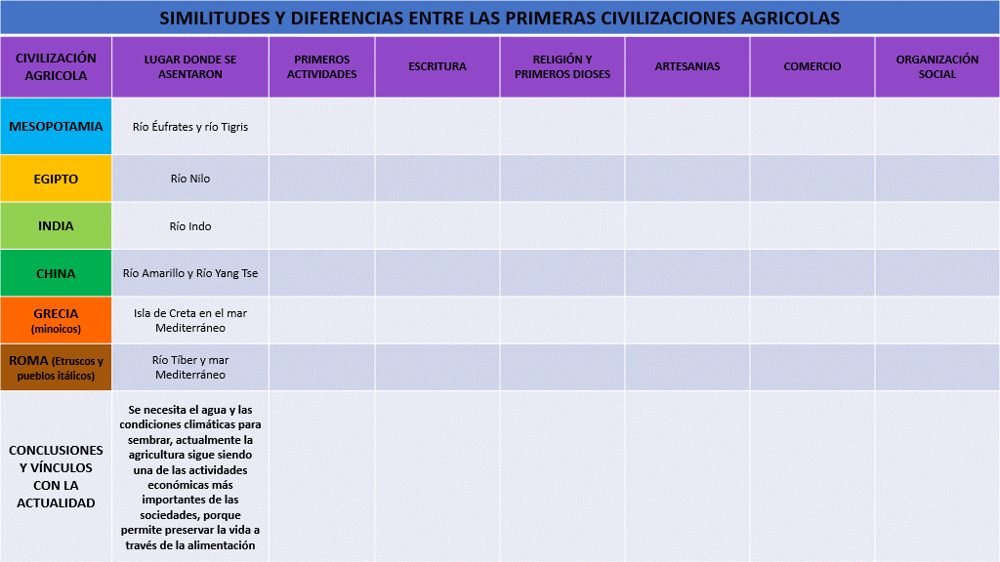 SIMILITUDES Y DIFERENCIAS ENTRE LAS PRIMERAS CIVILIZACIONES AGRICOLAS
CIVILIZACIÓN
AGRICOLA
LUGAR DONDE SE
ASENTARON
PRIMEROS
ACTIVIDADES
ESCRITURA
RELIGIÓN Y
PRIMEROS DIOSES
ARTESANIAS
COMERCIO
ORGANIZACIÓN
SOCIAL
MESOPOTAMIA
Río Éufrates y río Tigris
EGIPTO
Río Nilo
INDIA
Río Indo
CHINA
Río Amarillo y Río Yang Tse
GRECIA
(minoicos)
Isla de Creta en el mar
Mediterráneo
ROMA (Etruscos y
pueblos itálicos)
Río Tíber y mar
Mediterráneo
CONCLUSIONES
Y VÍNCULOS
CON LA
ACTUALIDAD
Se necesita el agua y las
condiciones climáticas para
sembrar, actualmente la
agricultura sigue siendo
una de las actividades
económicas más
importantes de las
sociedades, porque
permite preservar la vida a
través de la alimentación